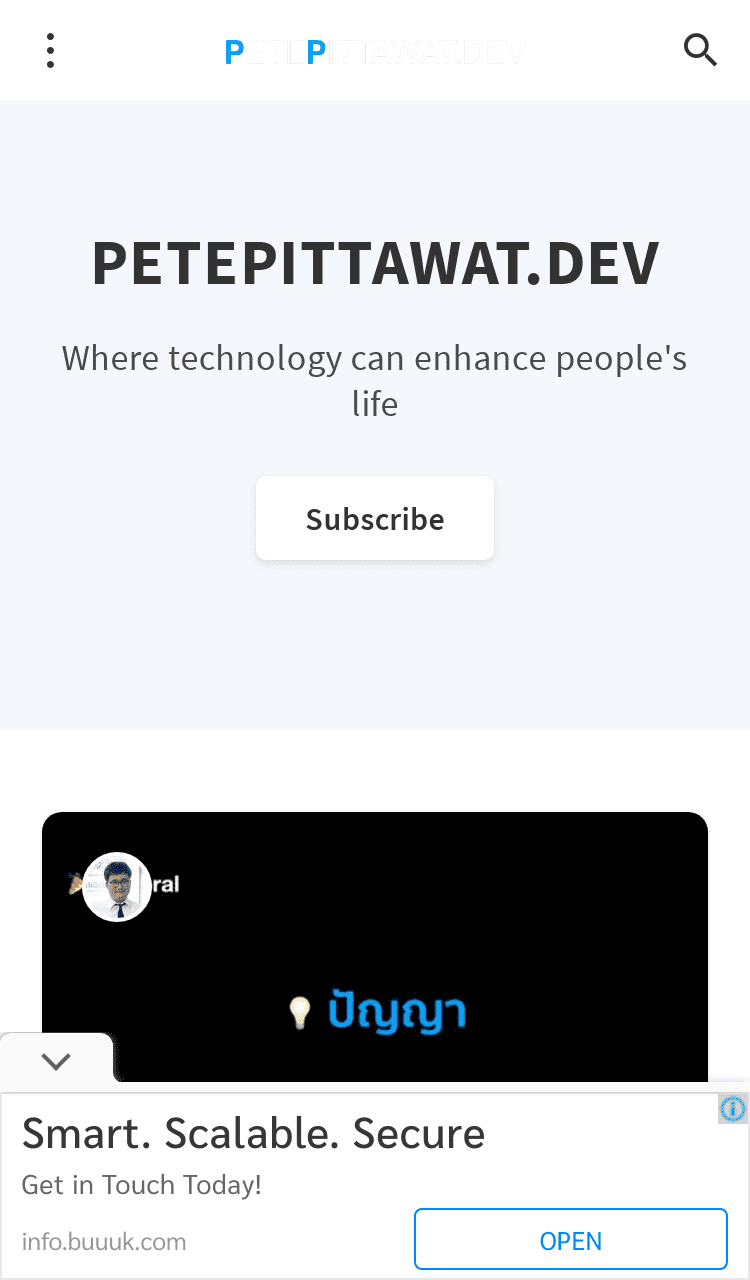 PETEPITTAWAT.DEV
PETEPITTAWAT.DEV
Where technology can enhance people's
life
Subscribe
ral
ปัญญา
Smart. Scalable. Secure
Get in Touch Today!
info.buuuk.com
OPEN